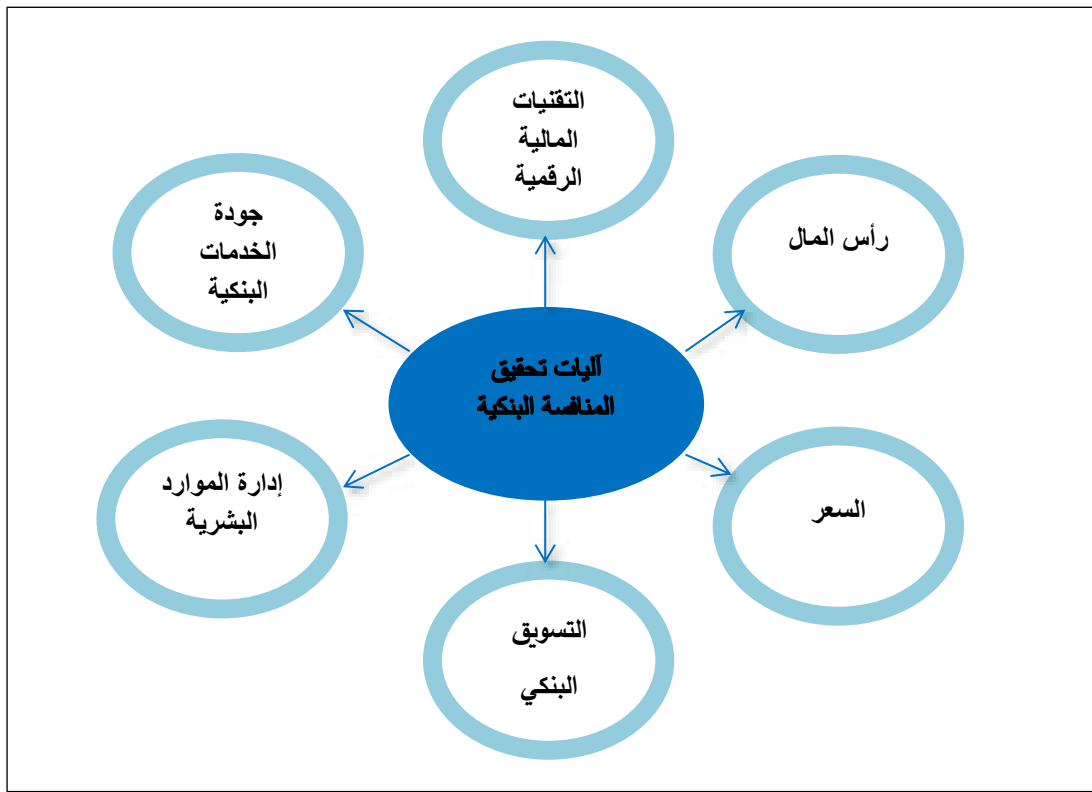 التقنيات
المالية
الرقمية
رأس المال
جودة
الخدمات
البنكية
آليات تحقيق
المنافسة البنكية
السعر
إدارة الموارد
البشرية
التسويق
البنكي